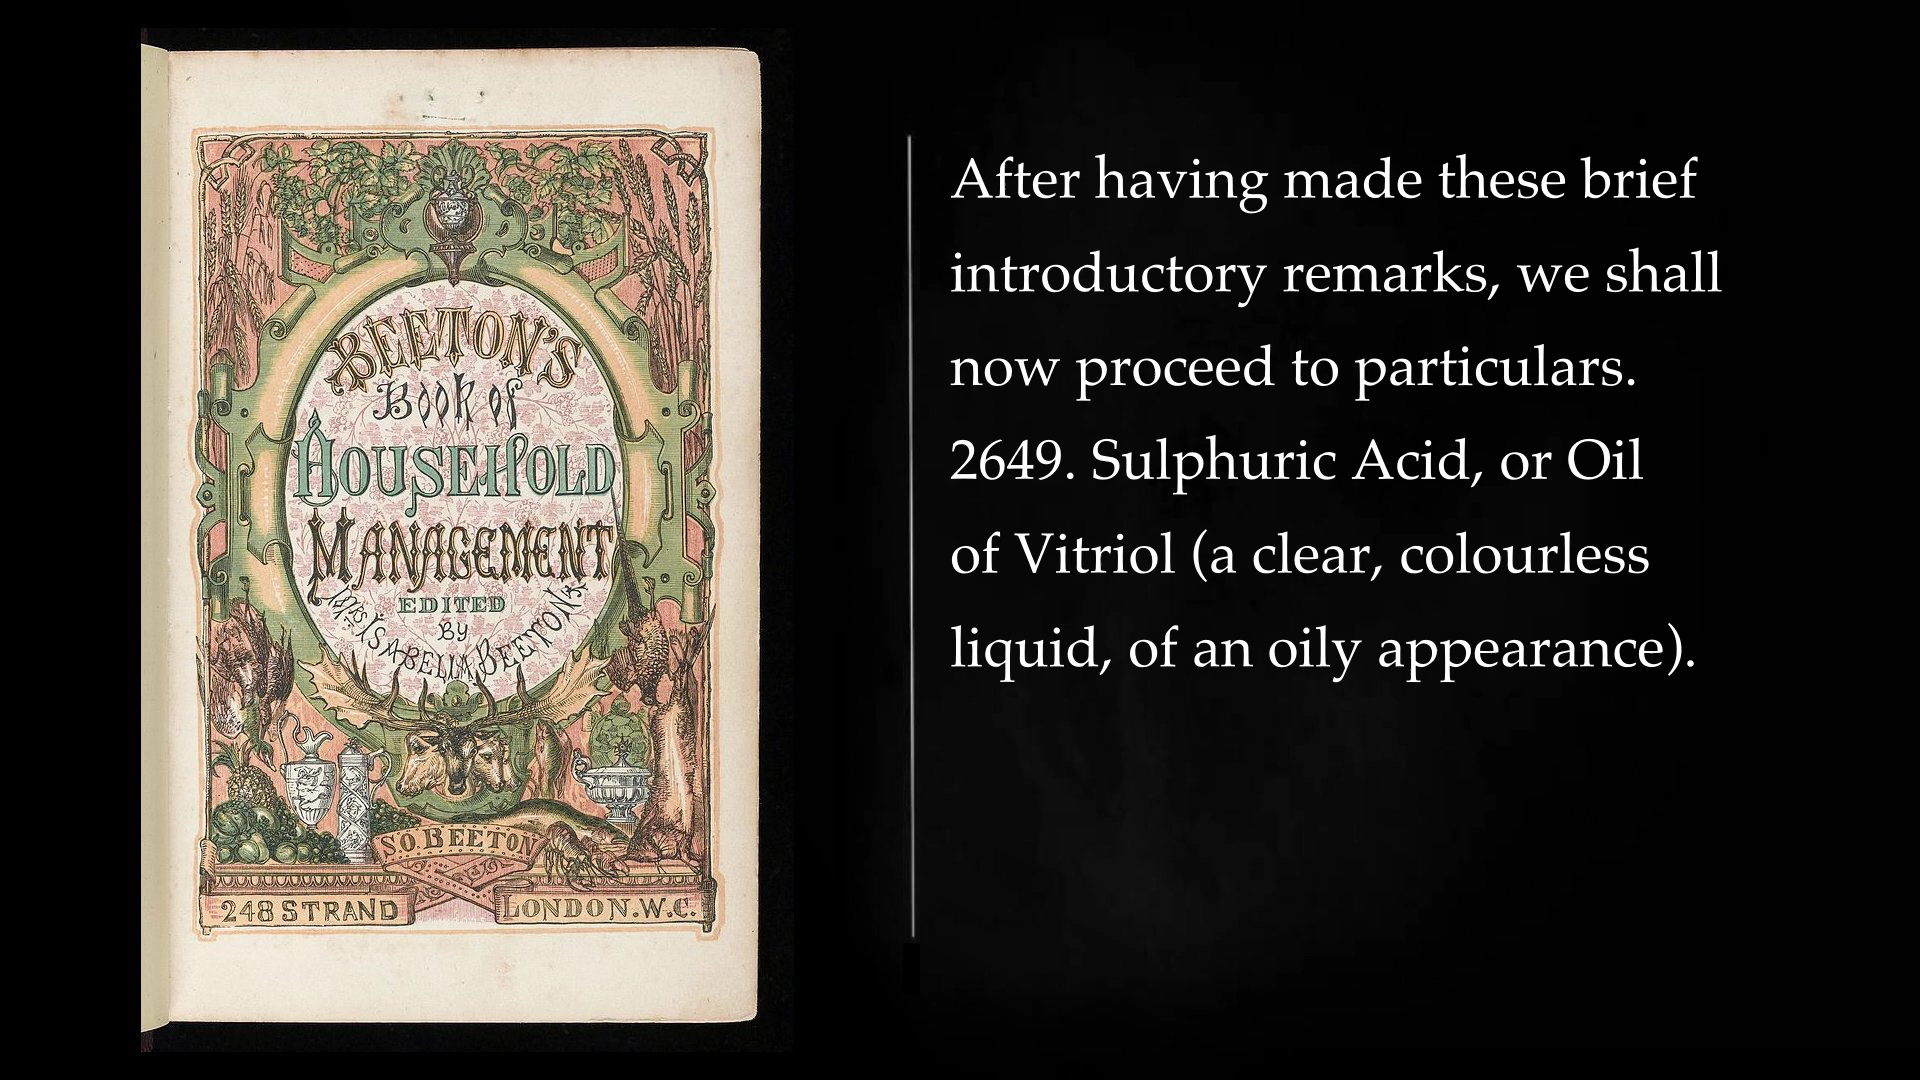 BEETON'S
Book of
HOUSEHOLD
MANAGEMENT
EDITED
BY
MRS ISABELLA BEETON
S.O. BEETON
248 STRAND
LONDON. W.C.
After having made these brief
introductory remarks, we shall
now proceed to particulars.
2649. Sulphuric Acid, or Oil
of Vitriol (a clear, colourless
liquid, of an oily appearance).